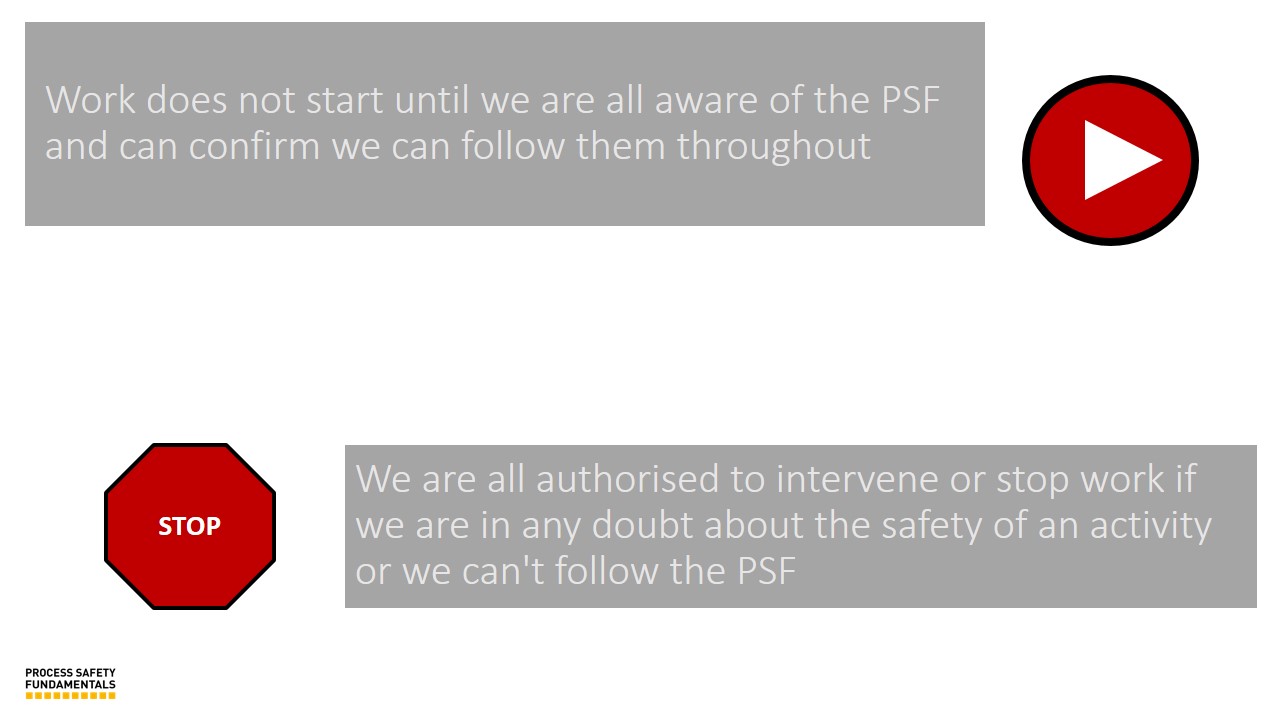 Work does not start until we are all aware of the PSF
and can confirm we can follow them throughout
STOP
We are all authorised to intervene or stop work if
we are in any doubt about the safety of an activity
or we can't follow the PSF
PROCESS SAFETY
FUNDAMENTALS